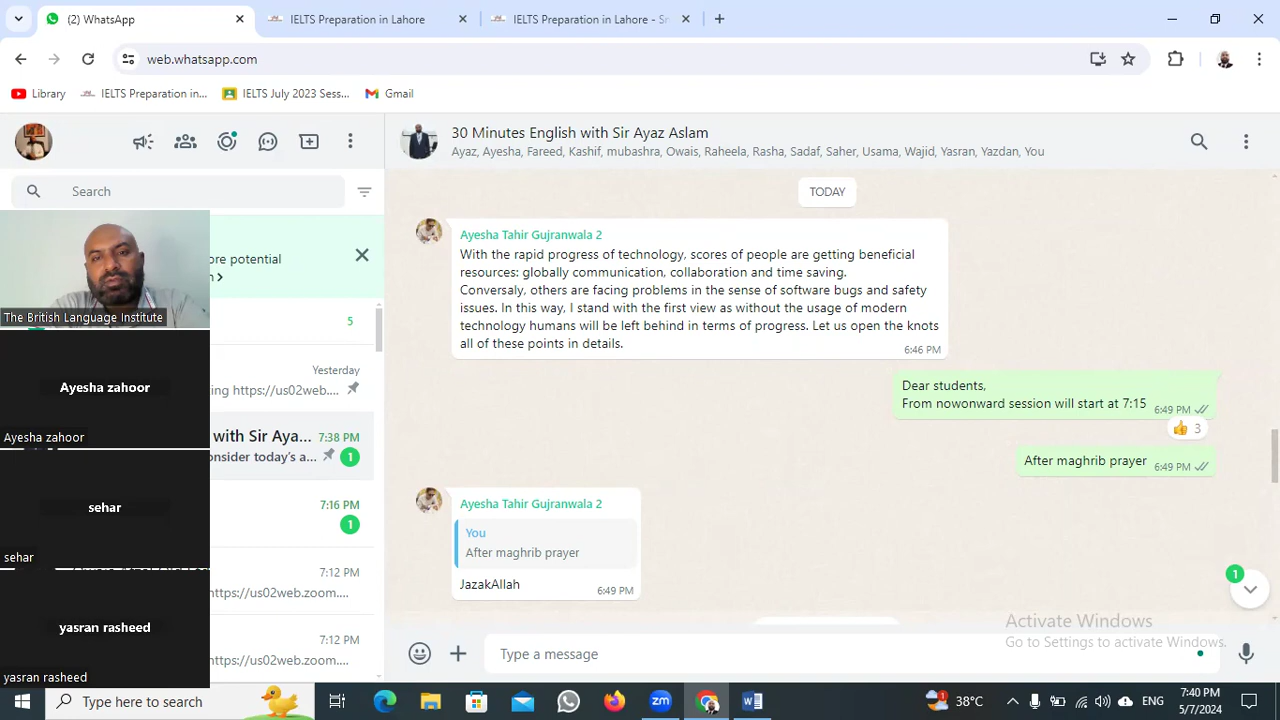 (2) WhatsApp
IELTS Preparation in Lahore
IELTS Preparation in Lahore - Sr
web.whatsapp.com
Library
IELTS Preparation in...
IELTS July 2023 Sess...
Gmail
30 Minutes English with Sir Ayaz Aslam
Ayaz, Ayesha, Fareed, Kashif, mubashra, Owais, Raheela, Rasha, Sadaf, Saher, Usama, Wajid, Yasran, Yazdan, You
Search
ore potential
The British Language Institute
5
Yesterday
ring https://us02web....
Ayesha zahoor
Ayesha zahoor
with Sir Aya... 7:38 PM
onsider today's a... 1
sehar
7:16 PM
1
sehar
7:12 PM
https://us02web.zoom....
yasran rasheed
7:12 PM
https://us02web.zoom....
yasran rasheed
TODAY
Ayesha Tahir Gujranwala 2
With the rapid progress of technology, scores of people are getting beneficial
resources: globally communication, collaboration and time saving.
Conversaly, others are facing problems in the sense of software bugs and safety
issues. In this way, I stand with the first view as without the usage of modern
technology humans will be left behind in terms of progress. Let us open the knots
all of these points in details.
6:46 PM
Dear students,
From nowonward session will start at 7:15 6:49 PM
3
After maghrib prayer 6:49 PM
Ayesha Tahir Gujranwala 2
You
After maghrib prayer
JazakAllah 6:49 PM
1
Type a message
Activate Windows
Go to Settings to activate Windows.
Type here to search
zm
1
38°C
ENG
7:40 PM
5/7/2024